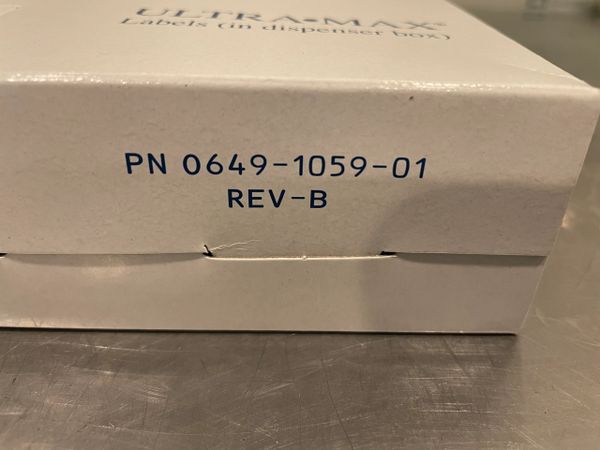 ULTRA•MAX®
Labels (in dispenser box)
PN 0649-1059-01
REV-B